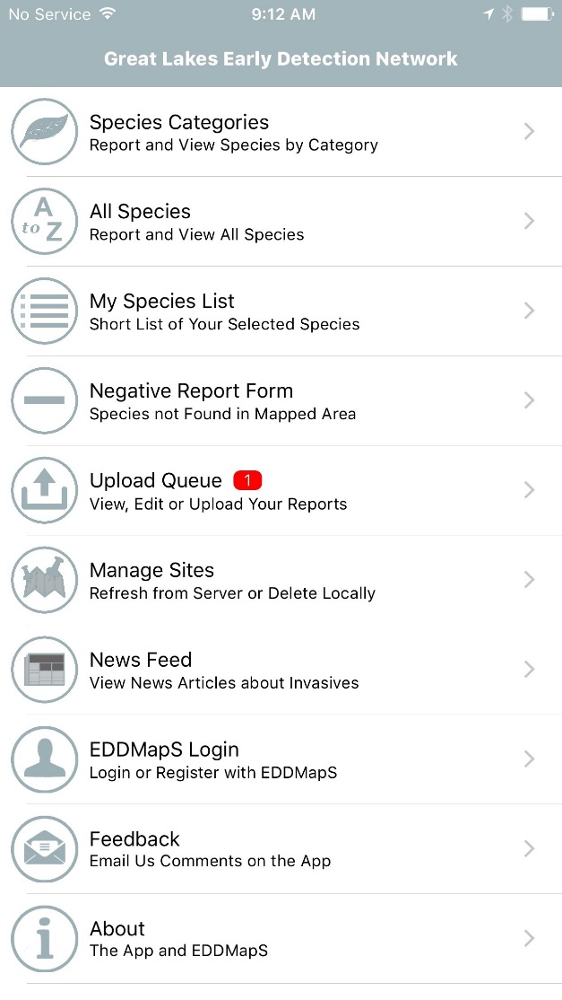 No Service 9:12 AM
Great Lakes Early Detection Network
Species Categories
Report and View Species by Category
A to Z
All Species
Report and View All Species
My Species List
Short List of Your Selected Species
Negative Report Form
Species not Found in Mapped Area
Upload Queue 1
View, Edit or Upload Your Reports
Manage Sites
Refresh from Server or Delete Locally
News Feed
View News Articles about Invasives
EDDMapS Login
Login or Register with EDDMapS
Feedback
Email Us Comments on the App
i
About
The App and EDDMapS